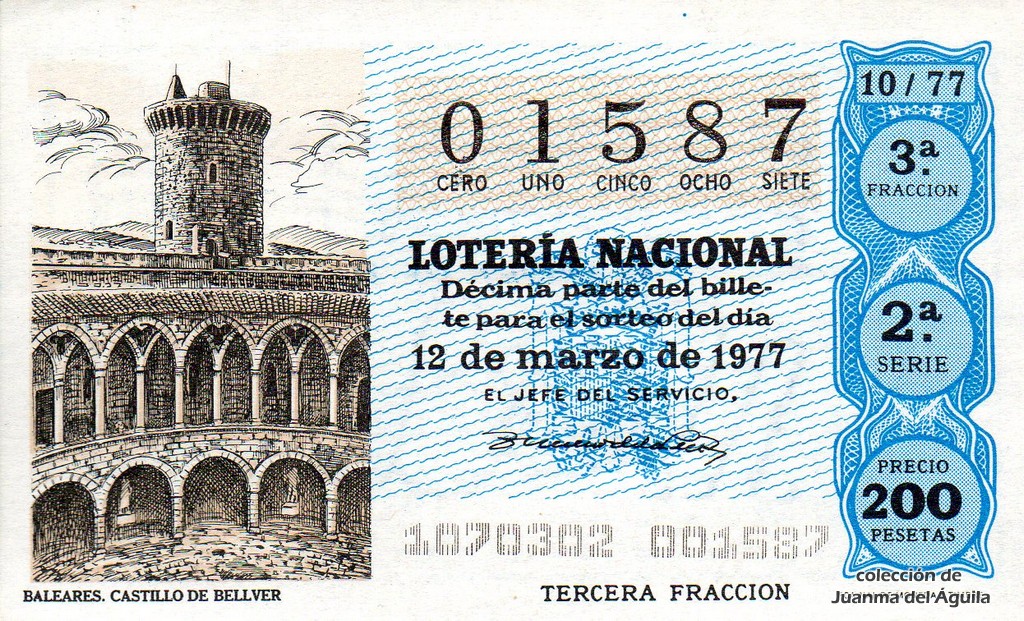 01587
CERO UNO CINCO OCHO SIETE
LOTERÍA NACIONAL
Décima parte del bille-
te para el sorteo del día
12 de marzo de 1977
EL JEFE DEL SERVICIO,
1070302 001587
TERCERA FRACCION
BALEARES. CASTILLO DE BELLVER
10 / 77
3ª.
FRACCION
2ª.
SERIE
PRECIO
200
PESETAS
colección de
Juanma del Águila